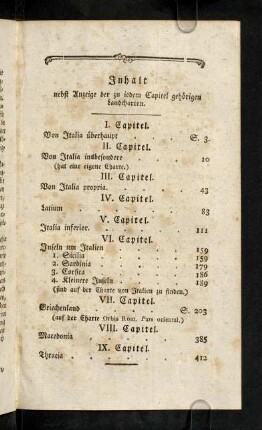 Inhalt
nebst Anzeige der zu iedem Capitel gehörigen
Landcharten.
I. Capitel.
Von Italia überhaupt . S. 3
II. Capitel.
Von Italia insbesondere . 10
(hat eine eigene Charte.)
III. Capitel.
Von Italia propria. . 43
IV. Capitel.
Latium . 83
V. Capitel.
Italia inferior. . 111
VI. Capitel.
Inseln um Italien . 159
1. Sicilia . 159
2. Sardinia . 179
3. Corsica . 186
4. Kleinere Inseln. . 189
(sind auf der Charte von Italien zu finden.)
VII. Capitel.
Griechenland . S. 203
(auf der Charte Orbis Rom. Pars oriental.)
VIII. Capitel.
Macedonia . 385
IX. Capitel.
Thracia . 412